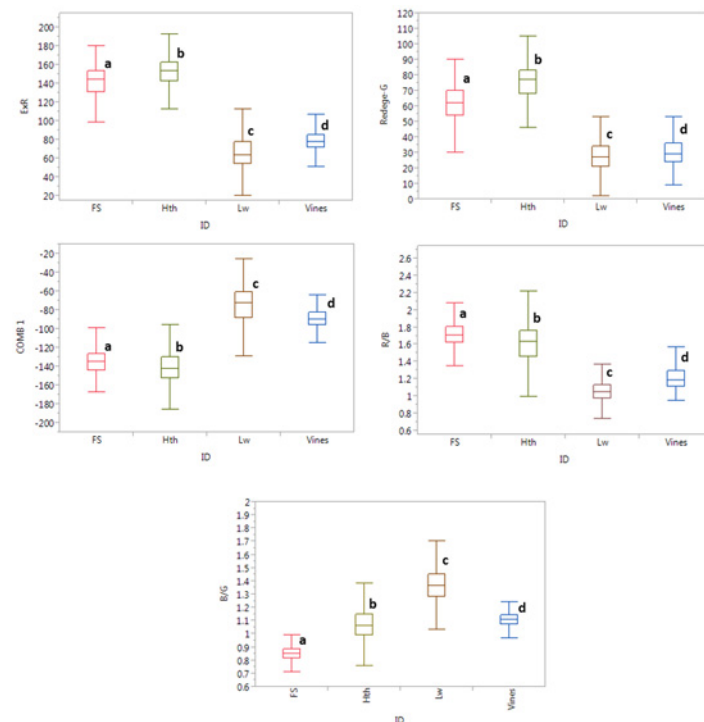 200
180
160
140
120
100
80
60
40
20
ExR
a
b
c
d
FS Hth Lw Vines
ID
120
110
100
90
80
70
60
50
40
30
20
10
0
Redege-G
a
b
c
d
FS Hth Lw Vines
ID
-20
-40
-60
-80
-100
-120
-140
-160
-180
-200
COMB 1
a
b
c
d
FS Hth Lw Vines
ID
2.6
2.4
2.2
2
1.8
1.6
1.4
1.2
1.0
0.8
0.6
R/B
a
b
c
d
FS Hth Lw Vines
ID
2
1.9
1.8
1.7
1.6
1.5
1.4
1.3
1.2
1.1
1
0.9
0.8
0.7
0.6
B/G
a
b
c
d
FS Hth Lw Vines
ID